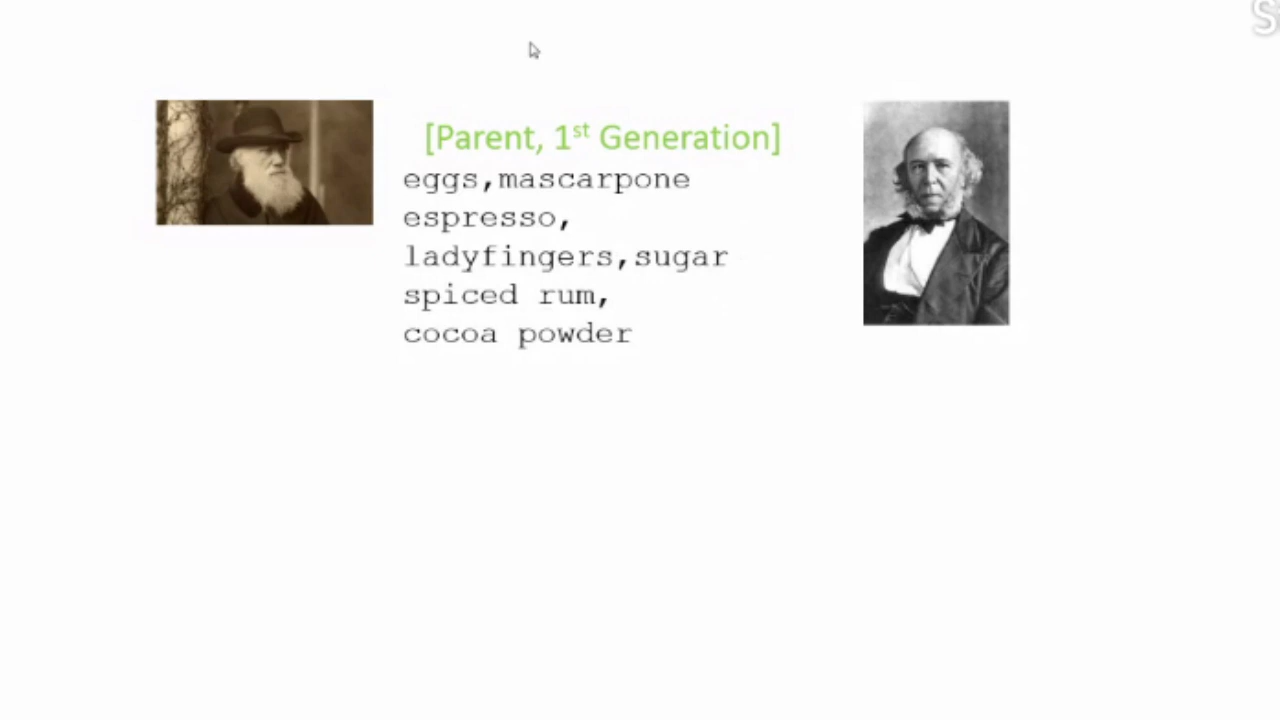 [Parent, 1st Generation]
eggs,mascarpone
espresso,
ladyfingers,sugar
spiced rum,
cocoa powder